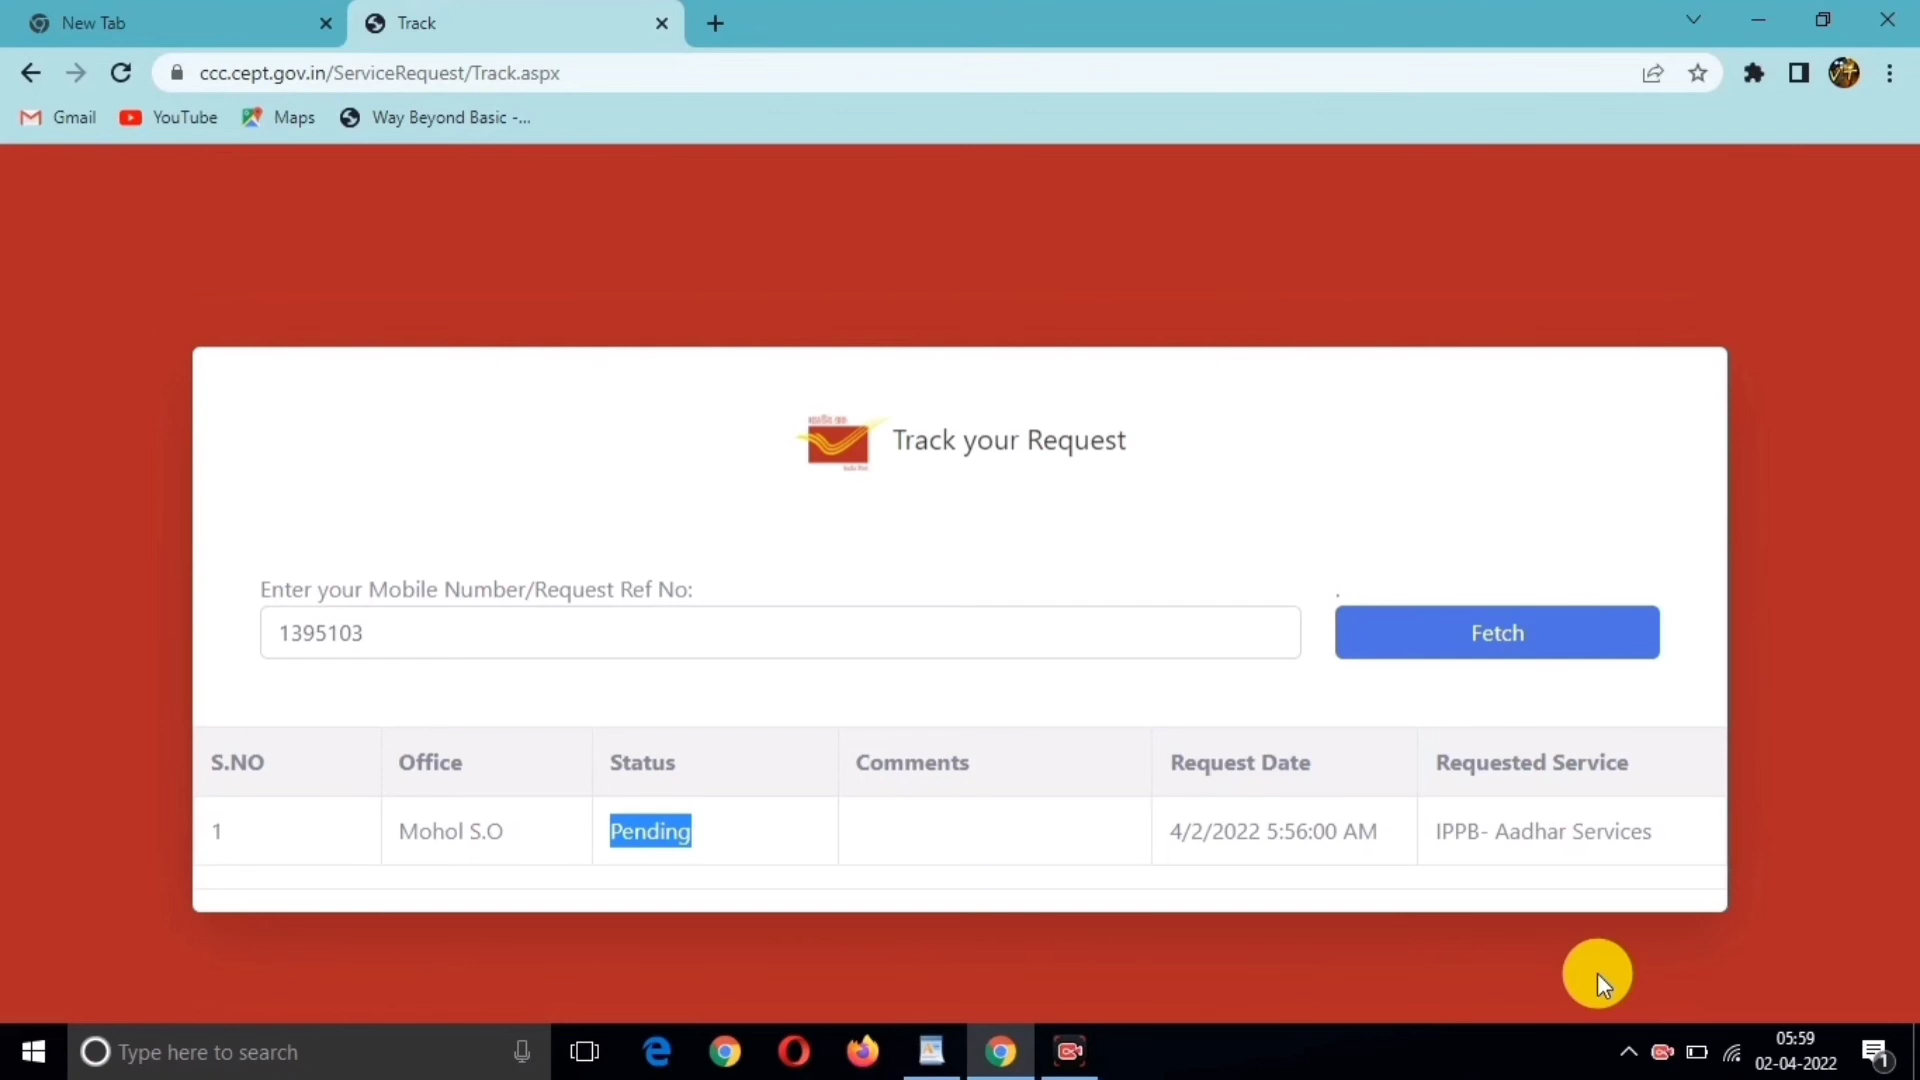 New Tab
Track
ccc.cept.gov.in/ServiceRequest/Track.aspx
Gmail
YouTube
Maps
Way Beyond Basic -...
Track your Request
Enter your Mobile Number/Request Ref No:
.
1395103
Fetch
S.NO Office Status Comments Request Date Requested Service
1 Mohol S.O Pending 4/2/2022 5:56:00 AM IPPB- Aadhar Services
Type here to search
05:59
02-04-2022
1